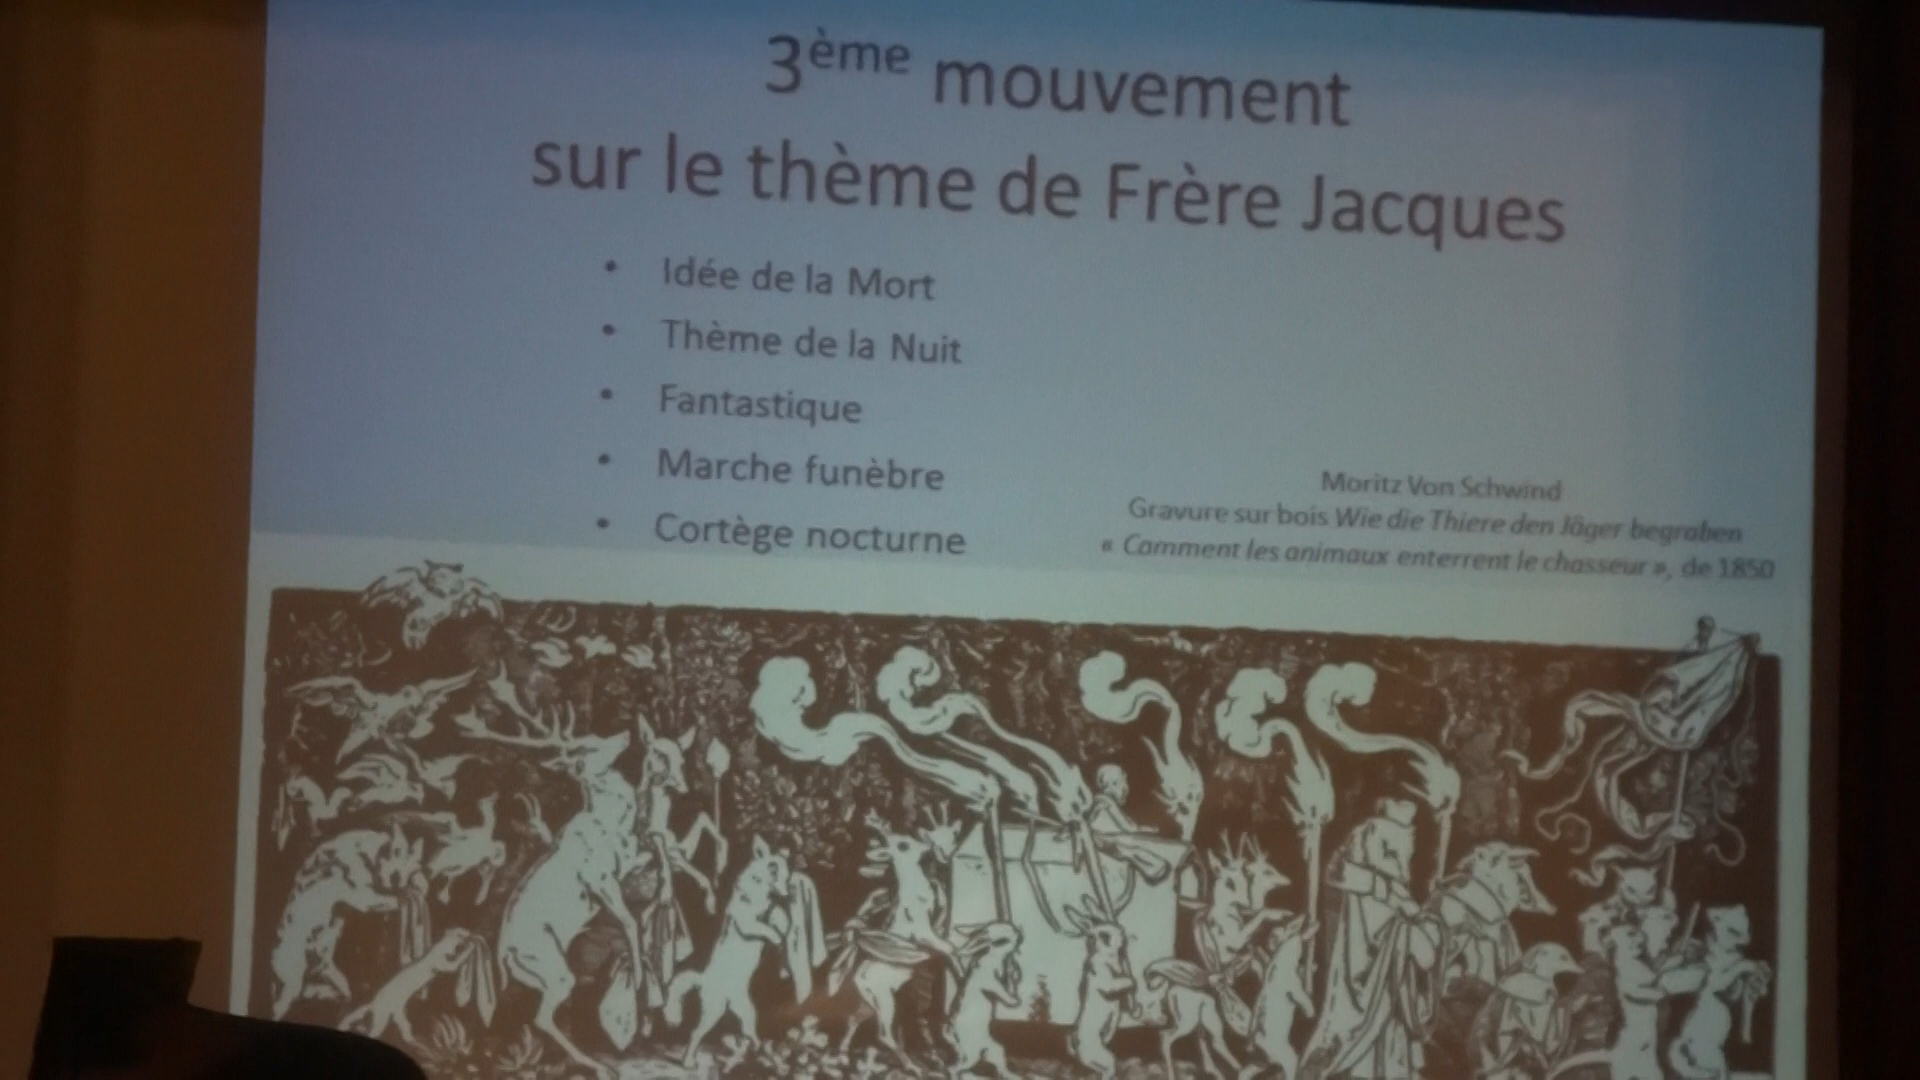 3ème mouvement
sur le thème de Frère Jacques
• Idée de la Mort
• Thème de la Nuit
• Fantastique
• Marche funèbre
• Cortège nocturne
Moritz Von Schwind
Gravure sur bois Wie die Thiere den Jäger begraben
« Comment les animaux enterrent le chasseur », de 1850